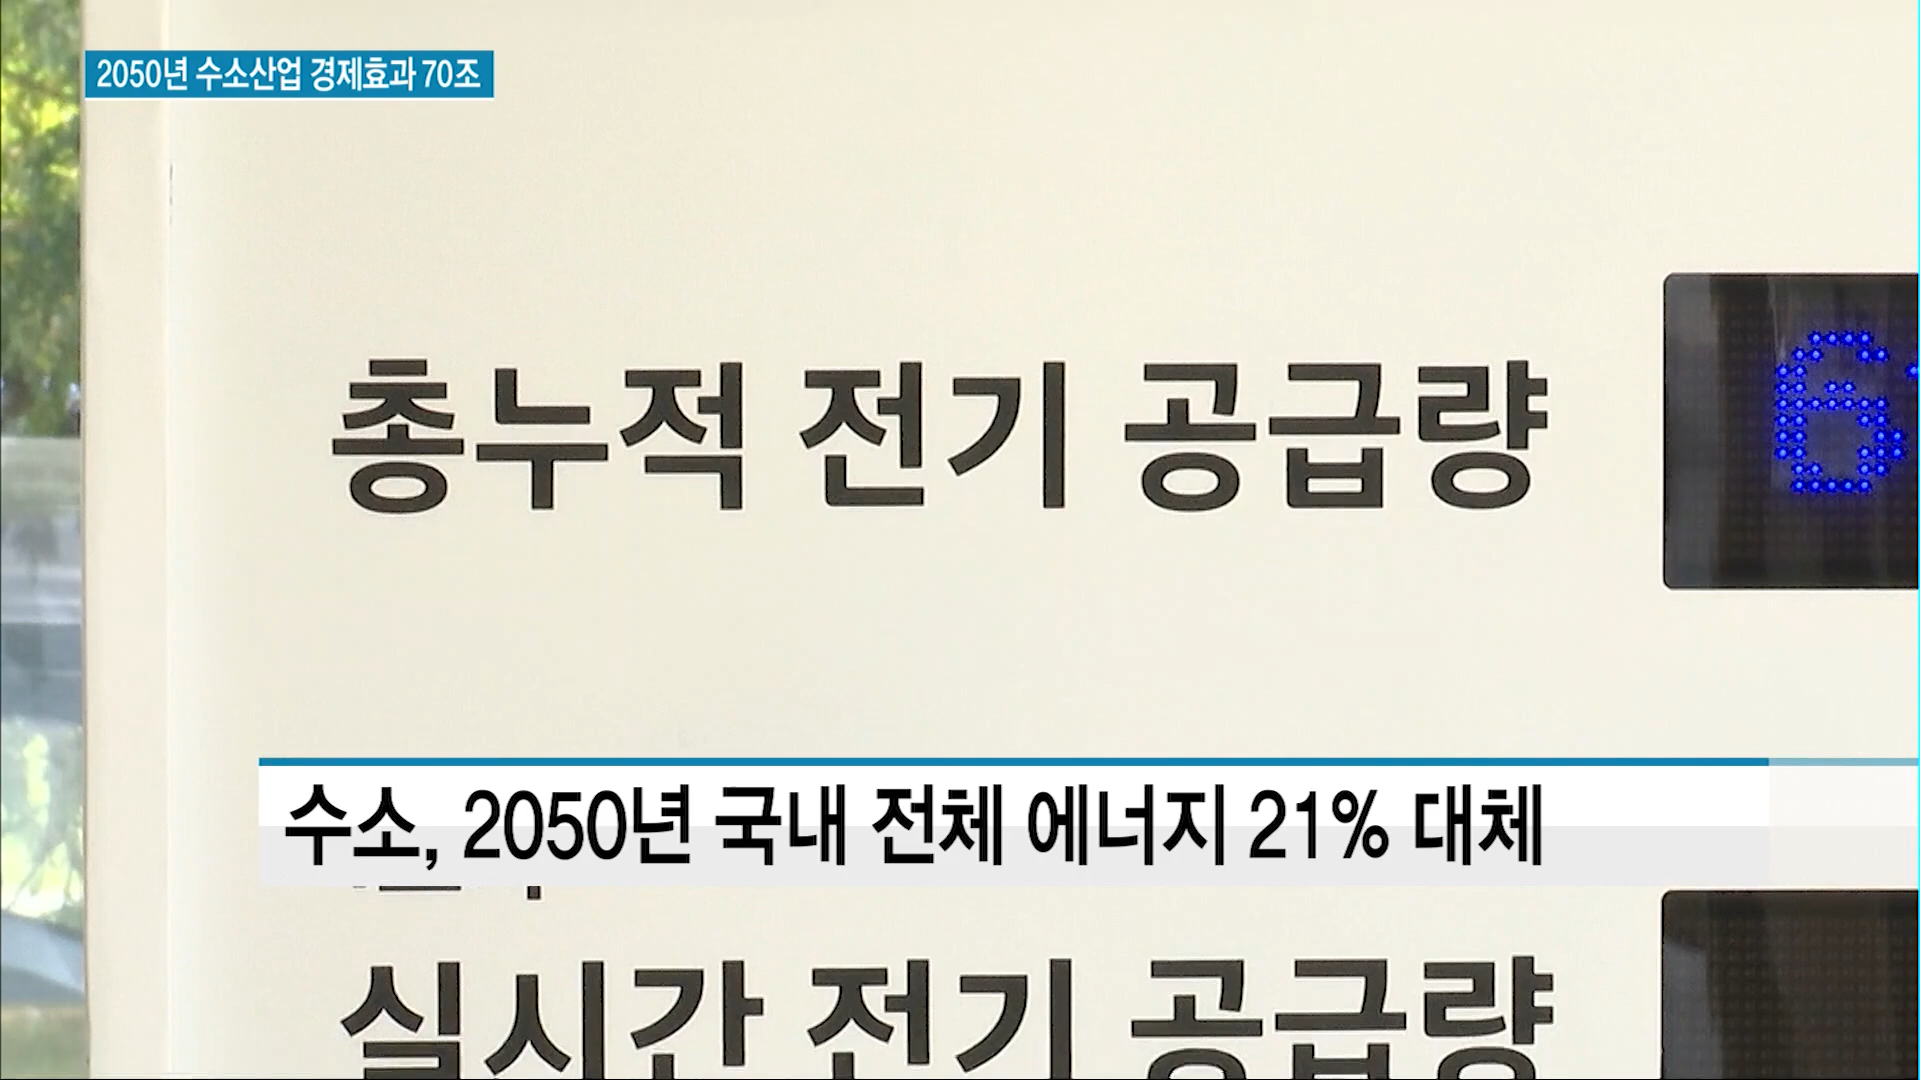 2050년 수소산업 경제효과 70조
총누적 전기 공급량
6
수소, 2050년 국내 전체 에너지 21% 대체
실시간 전기 공급량